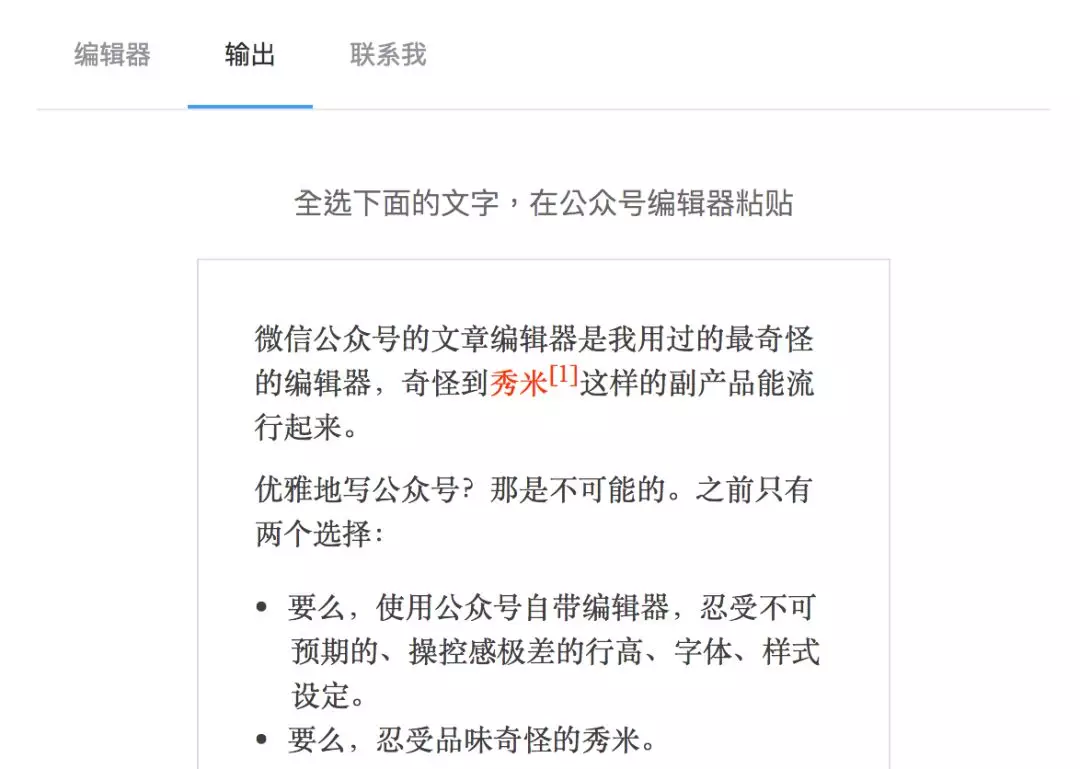 编辑器
输出
联系我
全选下面的文字，在公众号编辑器粘贴
微信公众号的文章编辑器是我用过的最奇怪
的编辑器，奇怪到秀米[1]这样的副产品能流
行起来。
优雅地写公众号？那是不可能的。之前只有
两个选择：
• 要么，使用公众号自带编辑器，忍受不可
预期的、操控感极差的行高、字体、样式
设定。
• 要么，忍受品味奇怪的秀米。